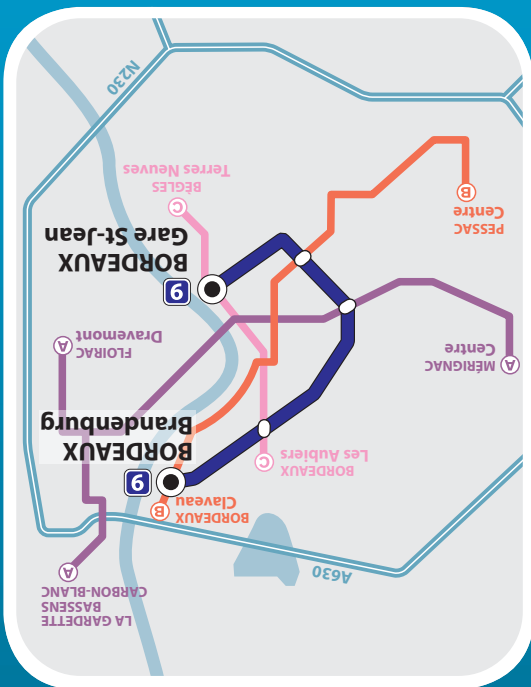 LA GARDETTE
BASSENS
CARBON-BLANC
A
A630
BORDEAUX
Claveau
B
9
BORDEAUX
Brandenburg
C
BORDEAUX
Les Aubiers
A
MÉRIGNAC
Centre
A
FLOIRAC
Dravemont
9
BORDEAUX
Gare St-Jean
PESSAC
Centre
B
C
BÈGLES
Terres Neuves
N230